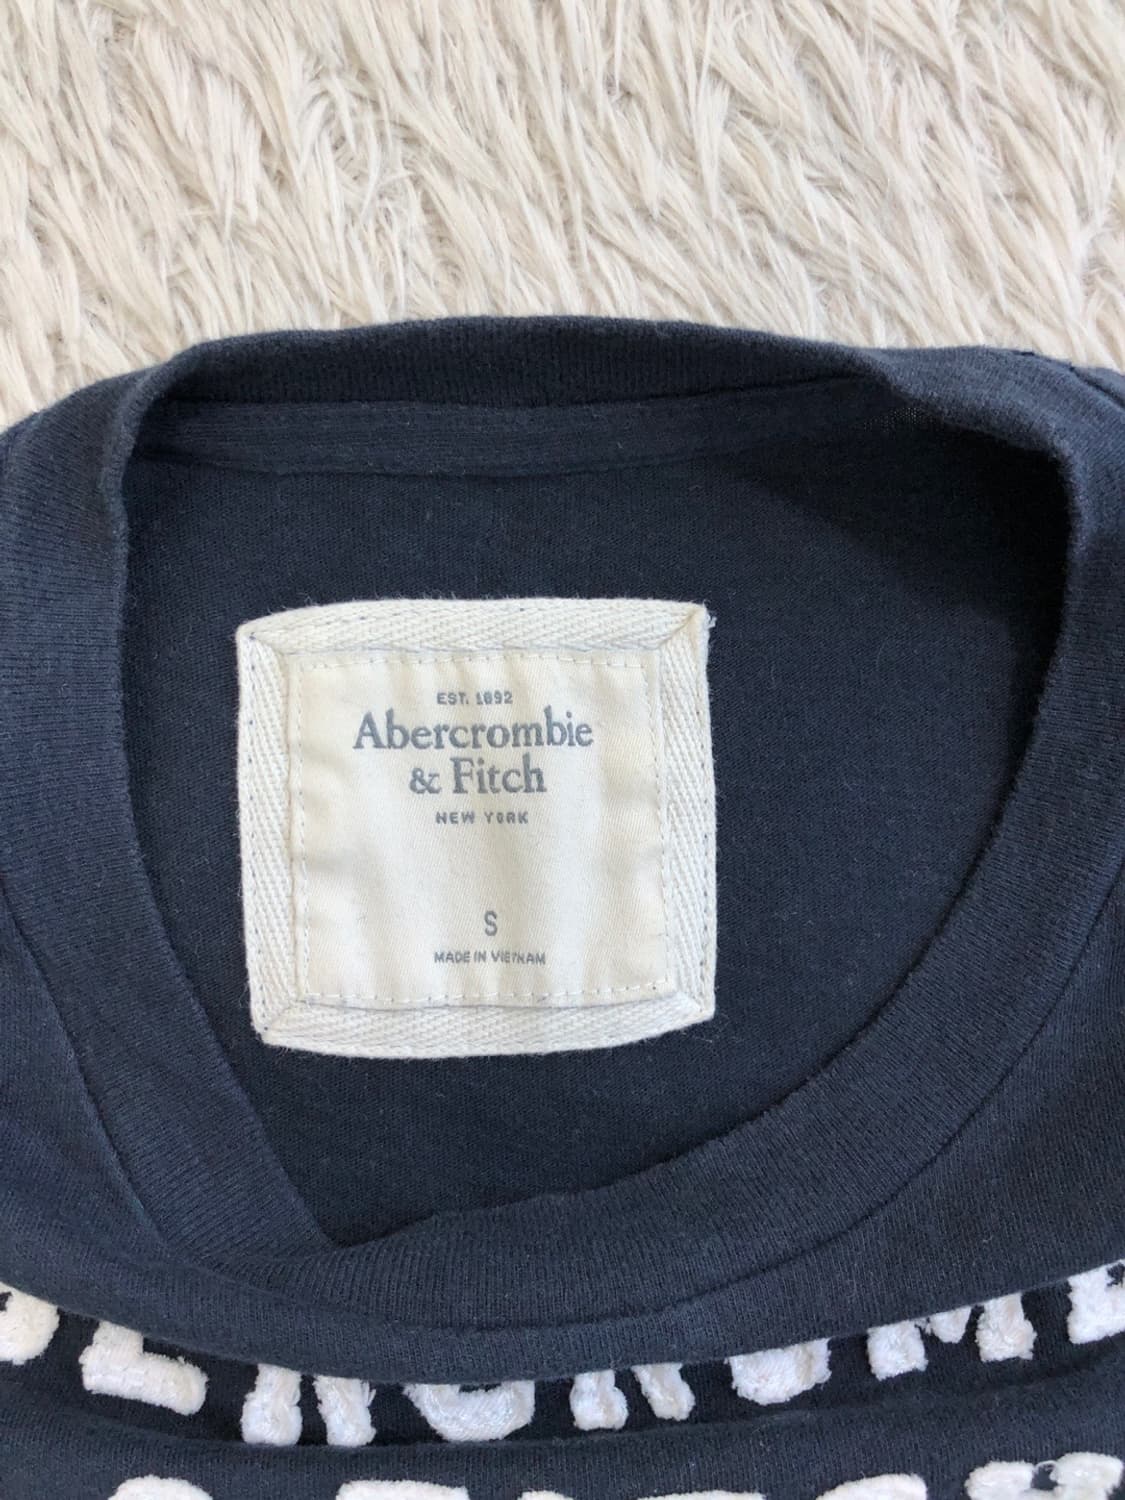 EST. 1892
Abercrombie
& Fitch
NEW YORK
S
MADE IN VIETNAM